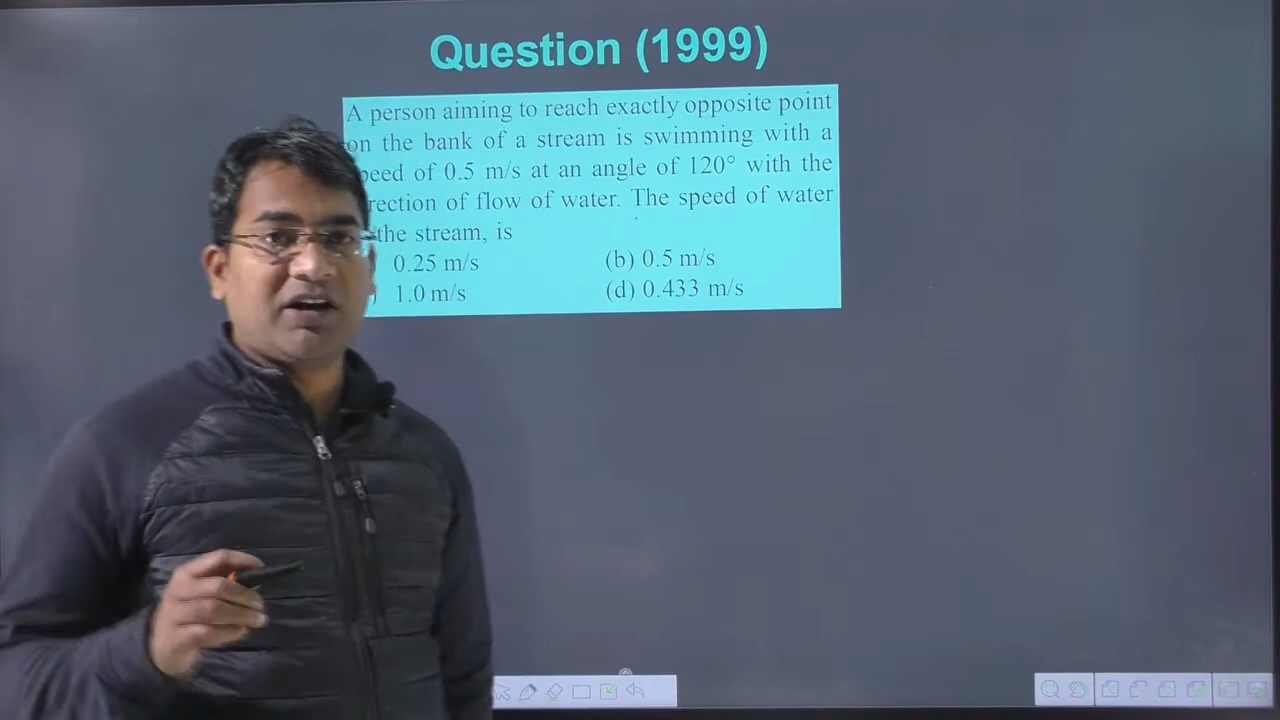 Question (1999)
A person aiming to reach exactly opposite point
on the bank of a stream is swimming with a
of 0.5 m/s at an angle of 120° with the
of flow of water. The speed of water
the stream, is
0.25 m/s (b) 0.5 m/s
1.0 m/s (d) 0.433 m/s